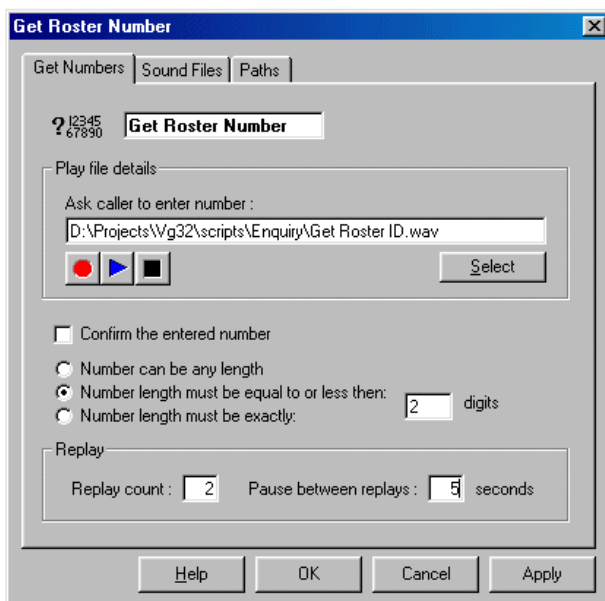 Get Roster Number
Get Numbers Sound Files Paths
?12345
67890
Get Roster Number
Play file details
Ask caller to enter number :
D:\Projects\Vg32\scripts\Enquiry\Get Roster ID.wav
Select
Confirm the entered number
Number can be any length
Number length must be equal to or less then:
2 digits
Number length must be exactly:
Replay
Replay count : 2 Pause between replays : 5 seconds
Help OK Cancel Apply